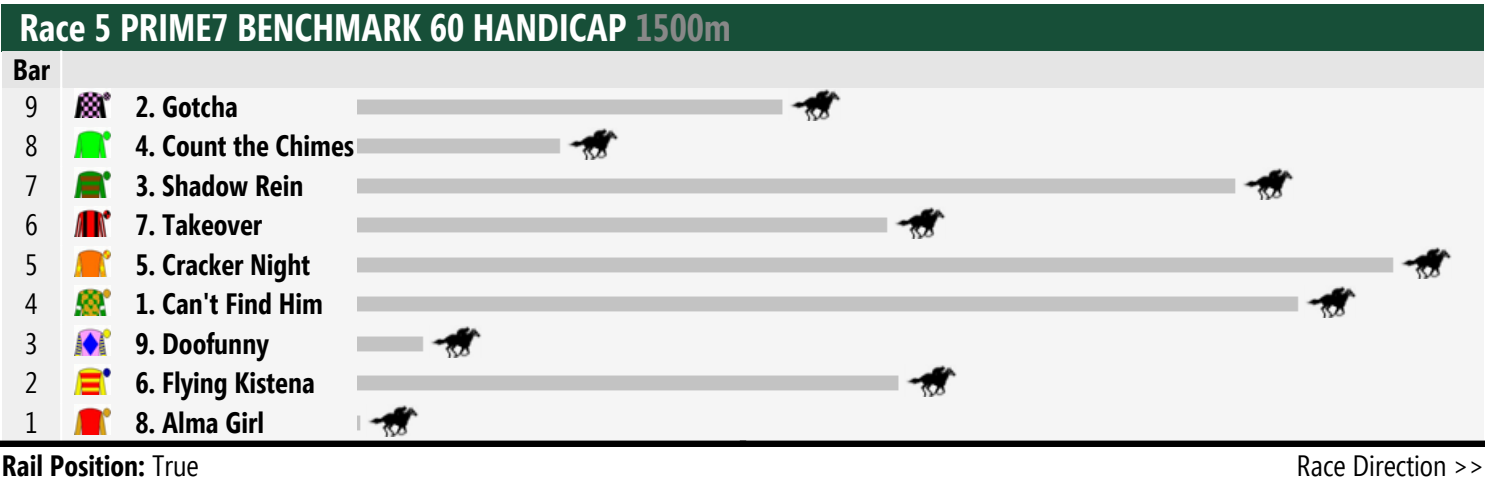 Race 5 PRIME7 BENCHMARK 60 HANDICAP 1500m
Bar
9 2. Gotcha
8 4. Count the Chimes
7 3. Shadow Rein
6 7. Takeover
5 5. Cracker Night
4 1. Can't Find Him
3 9. Doofunny
2 6. Flying Kistena
1 8. Alma Girl
Rail Position: True Race Direction >>